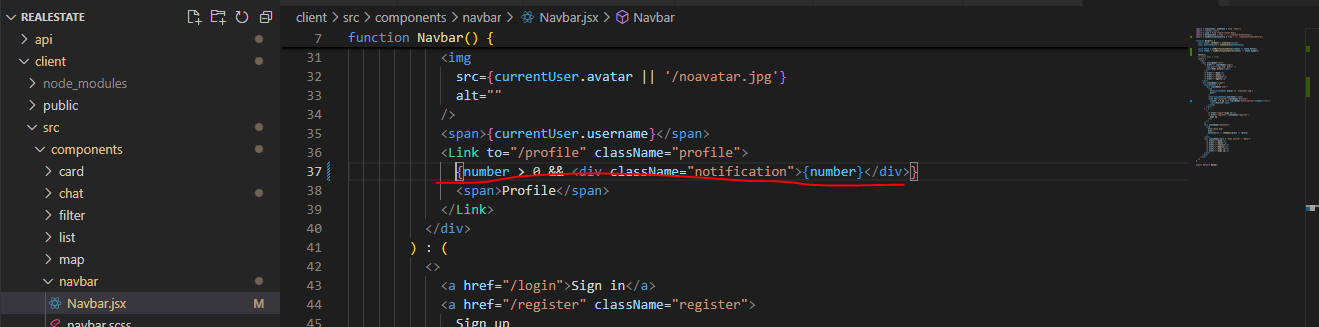 REALESTATE
api
client
node_modules
public
src
components
card
chat
filter
list
map
navbar
Navbar.jsx M
navbar.scss
client > src > components > navbar > Navbar.jsx > Navbar
7 function Navbar() {
31 <img
32 src={currentUser.avatar || '/noavatar.jpg'}
33 alt=""
34 />
35 <span>{currentUser.username}</span>
36 <Link to="/profile" className="profile">
37 {number > 0 && <div className="notification">{number}</div>}
38 <span>Profile</span>
39 </Link>
40 </div>
41 ) : (
42 <>
43 <a href="/login">Sign in</a>
44 <a href="/register" className="register">
45 Sign up